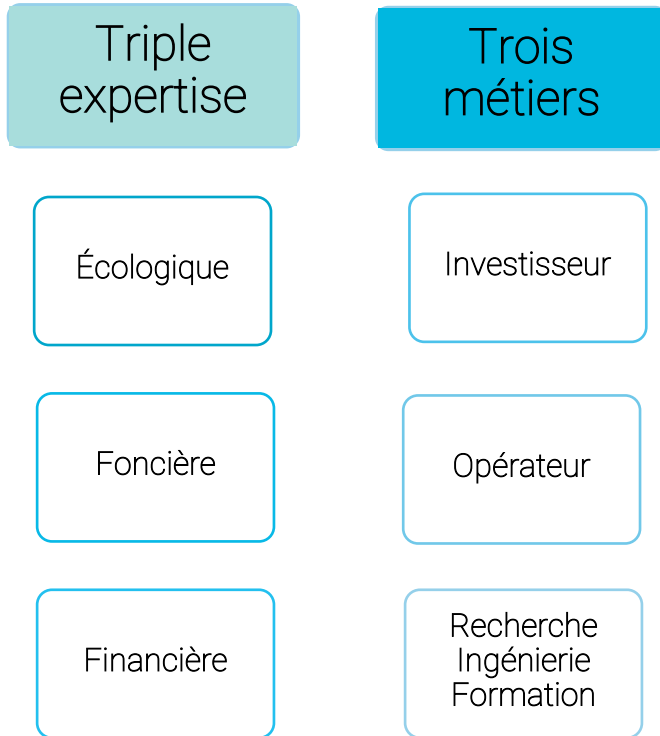 Triple
expertise
Écologique
Foncière
Financière
Trois
métiers
Investisseur
Opérateur
Recherche
Ingénierie
Formation